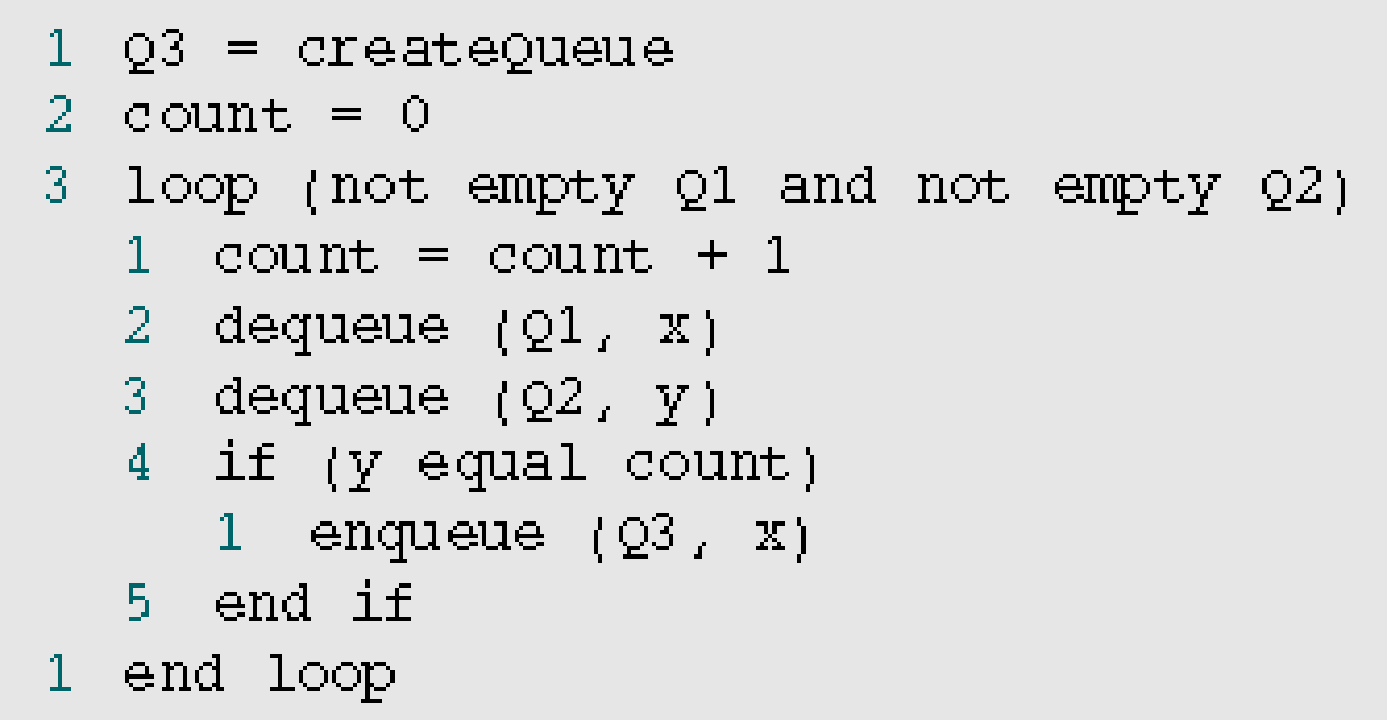 1 Q3 = createQueue
2 count = 0
3 loop (not empty Q1 and not empty Q2)
1 count = count + 1
2 dequeue (Q1, x)
3 dequeue (Q2, y)
4 if (y equal count)
1 enqueue (Q3, x)
5 end if
1 end loop